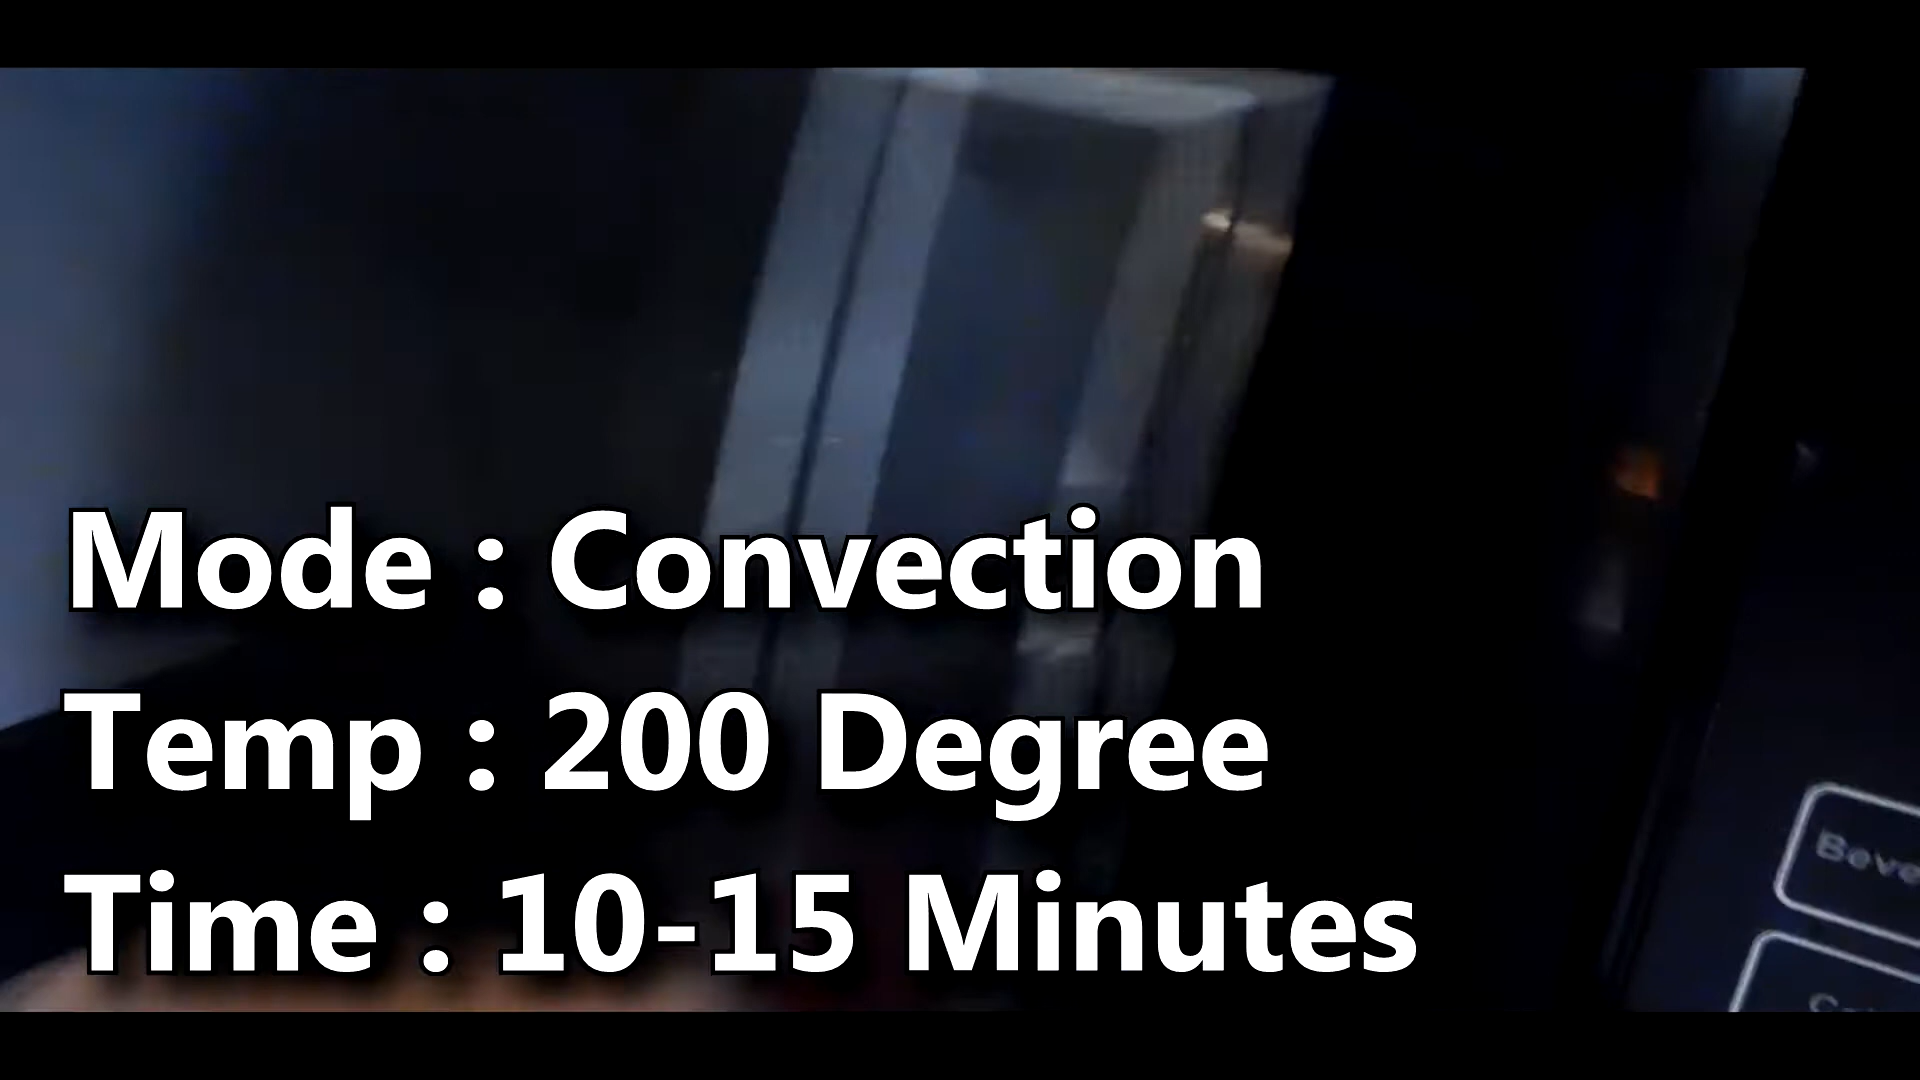 Mode : Convection
Temp : 200 Degree
Time : 10-15 Minutes